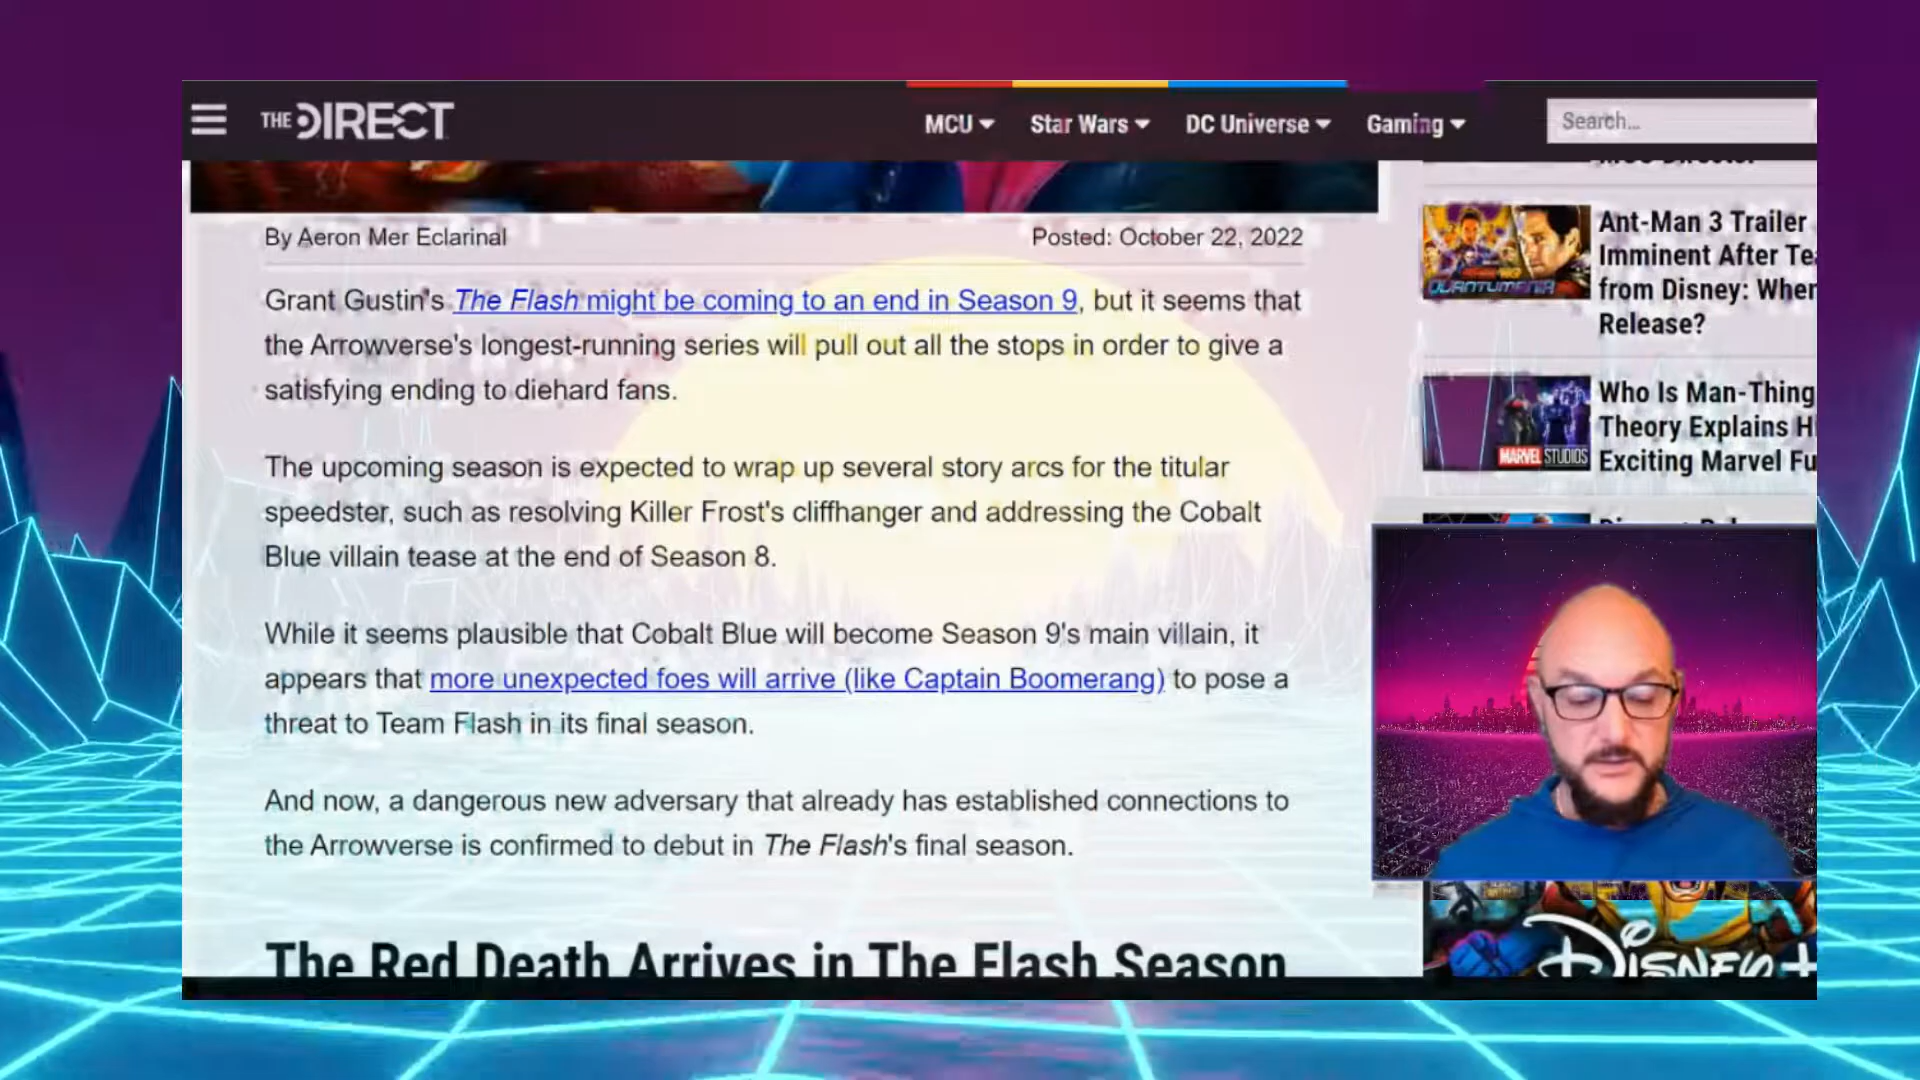 THE DIRECT
MCU
Star Wars
DC Universe
Gaming
Search...
By Aeron Mer Eclarinal
Posted: October 22, 2022
Grant Gustin's The Flash might be coming to an end in Season 9, but it seems that
the Arrowverse's longest-running series will pull out all the stops in order to give a
satisfying ending to diehard fans.
The upcoming season is expected to wrap up several story arcs for the titular
speedster, such as resolving Killer Frost's cliffhanger and addressing the Cobalt
Blue villain tease at the end of Season 8.
While it seems plausible that Cobalt Blue will become Season 9's main villain, it
appears that more unexpected foes will arrive (like Captain Boomerang) to pose a
threat to Team Flash in its final season.
And now, a dangerous new adversary that already has established connections to
the Arrowverse is confirmed to debut in The Flash's final season.
The Red Death Arrives in The Flash Season
Ant-Man 3 Trailer
Imminent After Te
from Disney: Wher
Release?
QUANTUMANIA
Who Is Man-Thing
Theory Explains H
Exciting Marvel Fu
MARVEL STUDIOS
DISNEY+